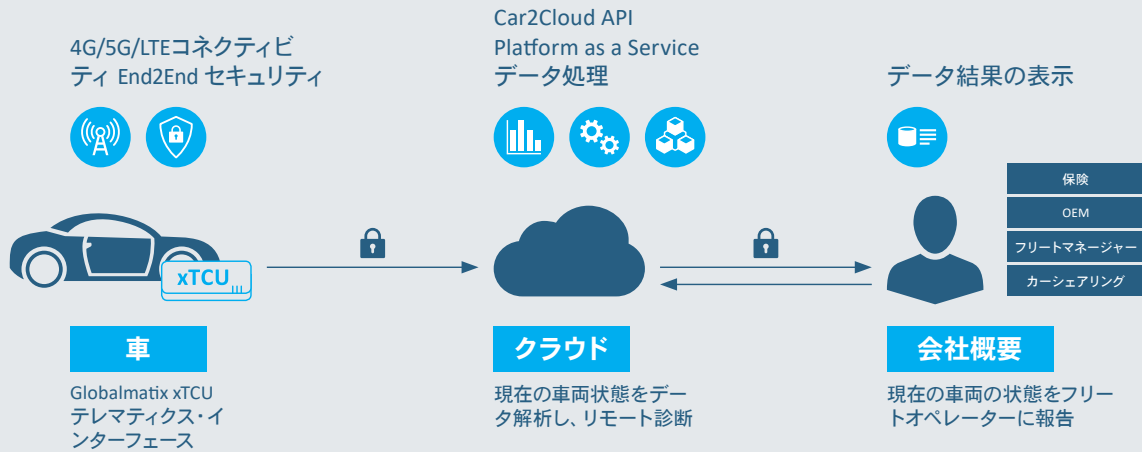 4G/5G/LTEコネクティビ
ティ End2End セキュリティ
Car2Cloud API
Platform as a Service
データ処理
データ結果の表示
保険
OEM
フリートマネージャー
カーシェアリング
xTCU
車
Globalmatix xTCU
テレマティクス・イ
ンターフェース
クラウド
現在の車両状態をデー
タ解析し、リモート診断
会社概要
現在の車両の状態をフリー
トオペレーターに報告